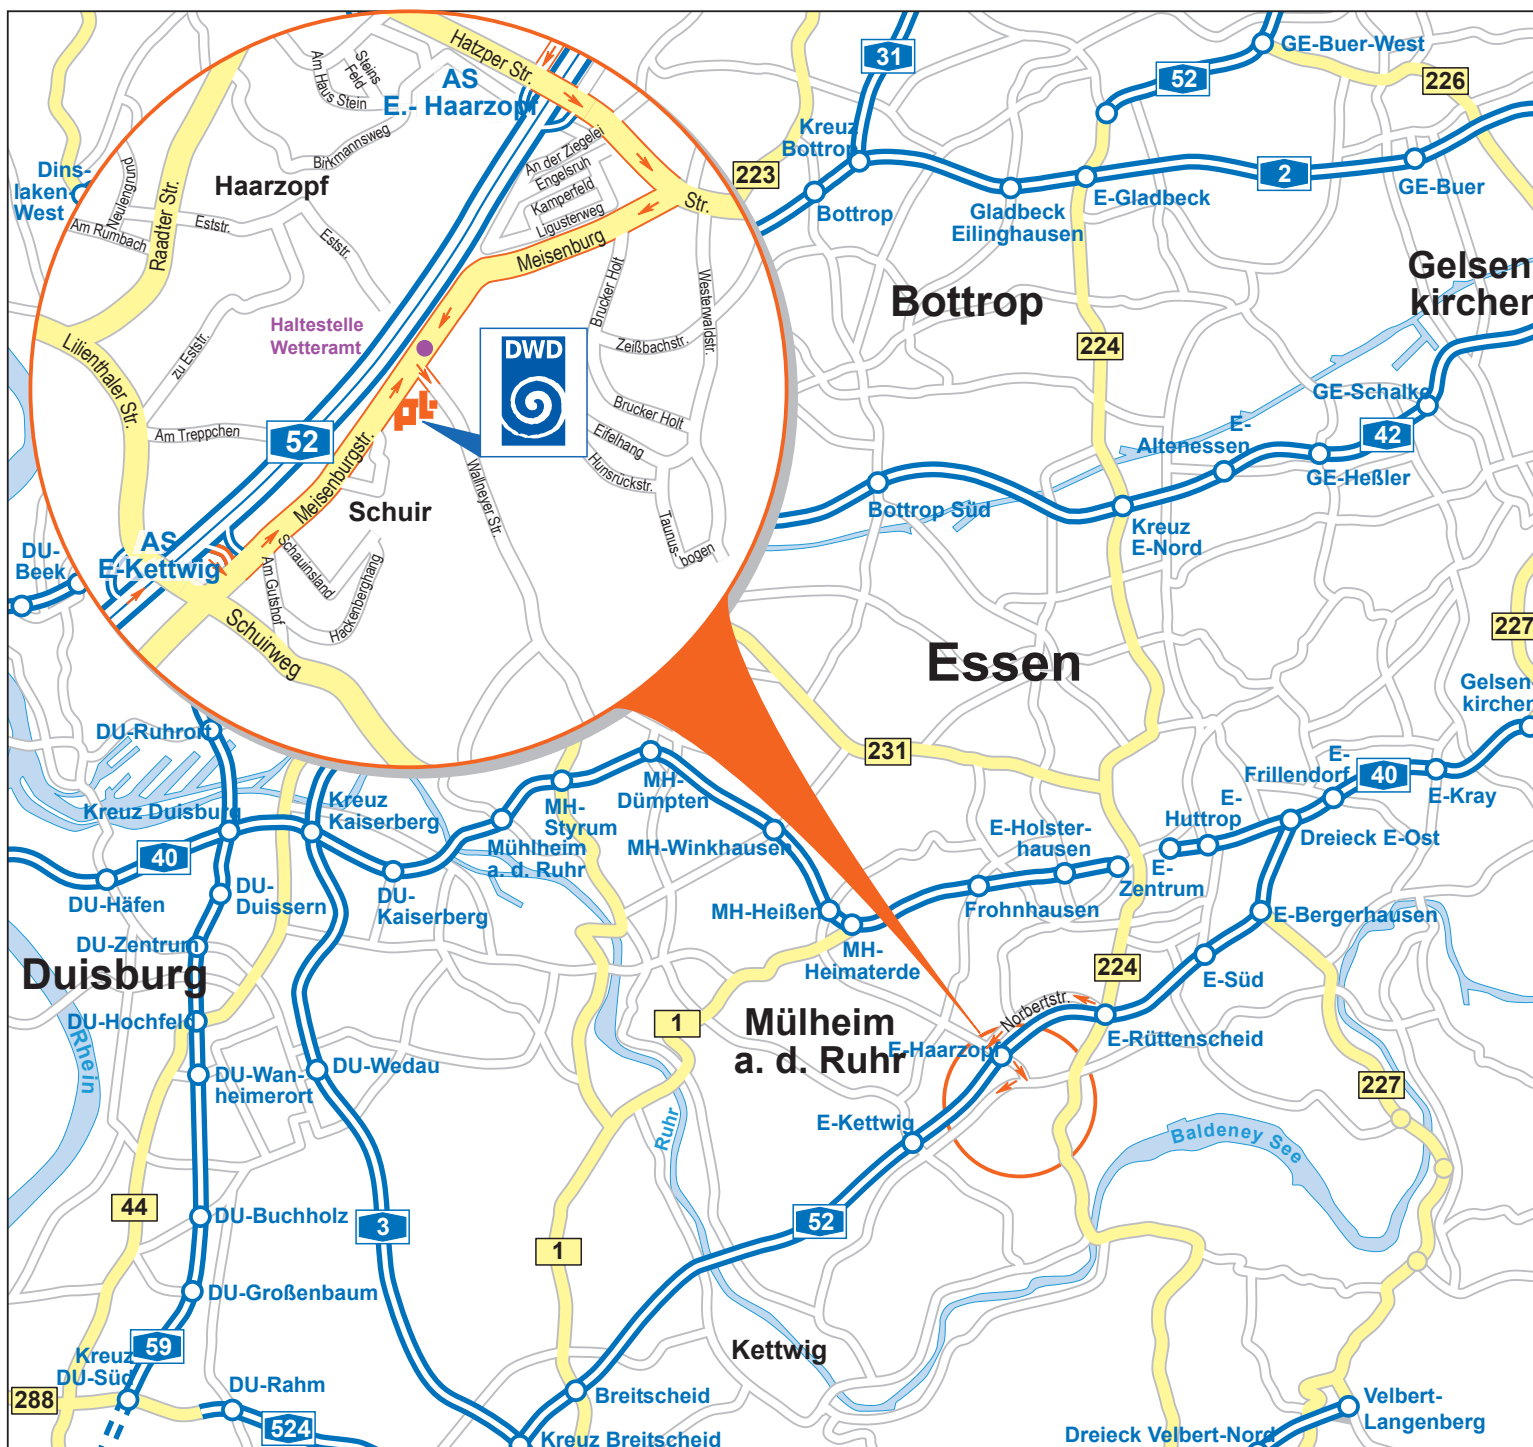 Hatzper Str.
Steins
Feld
Am Haus Stein
AS
E.- Haarzopf
Birkmannsweg
Neulengrund
Dins-
laken-
West
Haarzopf
Raadter Str.
Am Rumbach
Eststr.
Eststr.
An der Ziegelei
Engelsruh
Kamperfeld
Ligusterweg
Str.
Meisenburg
Brucker Holt
Westerwaldstr.
Haltestelle
Wetteramt
DWD
Zeißbachstr.
zu Eststr.
Lilienthaler Str.
Am Treppchen
52
Brucker Holt
Eifelhang
Hunsrückstr.
Meisenburgstr.
Wallneyer Str.
Schuir
Taunus-
bogen
AS
E-Kettwig
Schauinsland
Am Gutshof
Hackenberghang
Schuirweg
DU-
Beek
31
GE-Buer-West
52
226
Kreuz
Bottrop
223
2
Bottrop
Gladbeck
Eilinghausen
E-Gladbeck
GE-Buer
Bottrop
Gelsen
kirchen
224
GE-Schalke
E-
Altenessen
42
GE-Heßler
Bottrop Süd
Kreuz
E-Nord
227
Essen
Gelsen-
kirchen
DU-Ruhrort
231
E-
Frillendorf
40
E-Kray
MH-
Dümpten
Kreuz Duisburg
Kreuz
Kaiserberg
MH-
Styrum
E-
Huttrop
Dreieck E-Ost
Mühlheim
a. d. Ruhr
MH-Winkhausen
E-Holster-
hausen
E-
Zentrum
40
DU-Häfen
DU-
Duissern
DU-
Kaiserberg
MH-Heißen
Frohnhausen
E-Bergerhausen
DU-Zentrum
MH-
Heimaterde
Duisburg
224
E-Süd
DU-Hochfeld
1
Mülheim
a. d. Ruhr
Norbertstr.
E-Haarzopf
E-Rüttenscheid
Rhein
DU-Wan-
heimerort
DU-Wedau
227
E-Kettwig
Ruhr
Baldeney See
44
DU-Buchholz
3
1
52
DU-Großenbaum
59
Kreuz
DU-Süd
Kettwig
288
DU-Rahm
Breitscheid
Velbert-
Langenberg
524
Kreuz Breitscheid
Dreieck Velbert-Nord